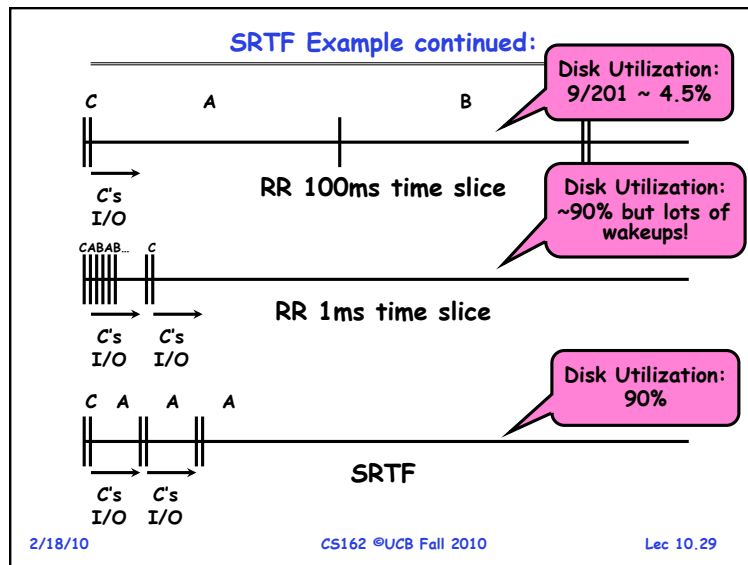 SRTF Example continued:
Disk Utilization:
9/201 ~ 4.5%
C
A
B
C's
I/O
RR 100ms time slice
Disk Utilization:
~90% but lots of
wakeups!
CABAB...
C
C's
I/O
C's
I/O
RR 1ms time slice
Disk Utilization:
90%
C
A
A
A
C's
I/O
C's
I/O
SRTF
2/18/10
CS162 ©UCB Fall 2010
Lec 10.29